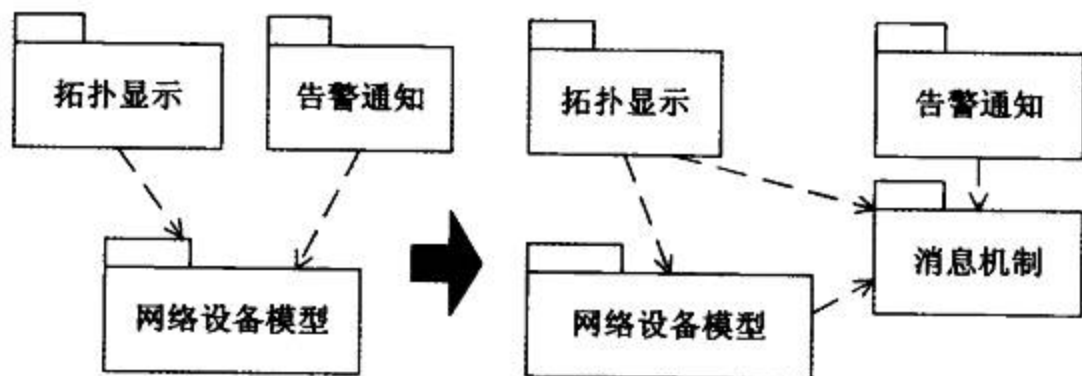 拓扑显示
告警通知
网络设备模型
拓扑显示
告警通知
消息机制
网络设备模型